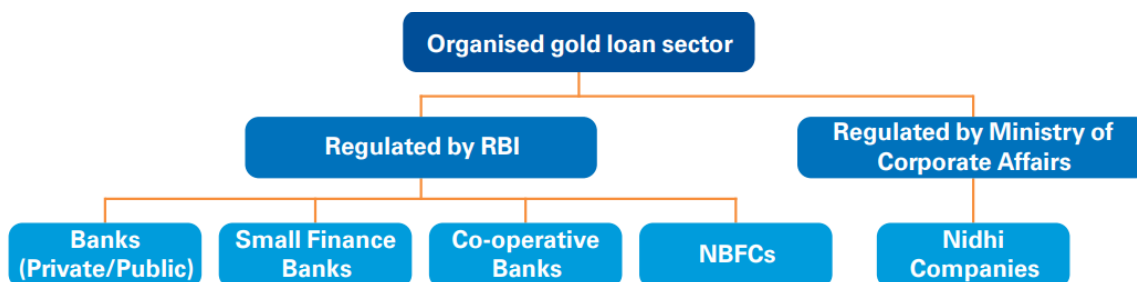 Organised gold loan sector
Regulated by RBI
Regulated by Ministry of
Corporate Affairs
Banks
(Private/Public)
Small Finance
Banks
Co-operative
Banks
NBFCs
Nidhi
Companies